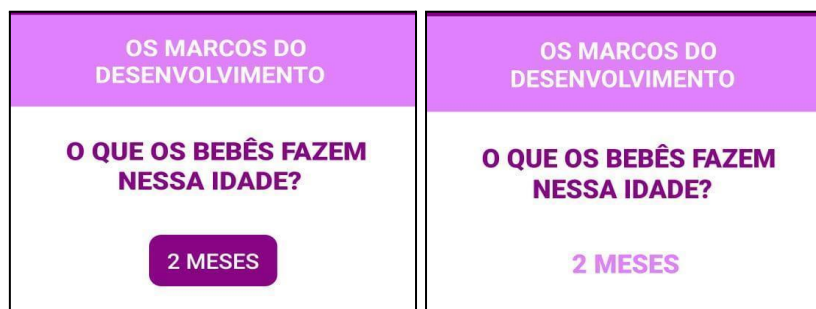 OS MARCOS DO
DESENVOLVIMENTO
O QUE OS BEBÊS FAZEM
NESSA IDADE?
2 MESES
OS MARCOS DO
DESENVOLVIMENTO
O QUE OS BEBÊS FAZEM
NESSA IDADE?
2 MESES